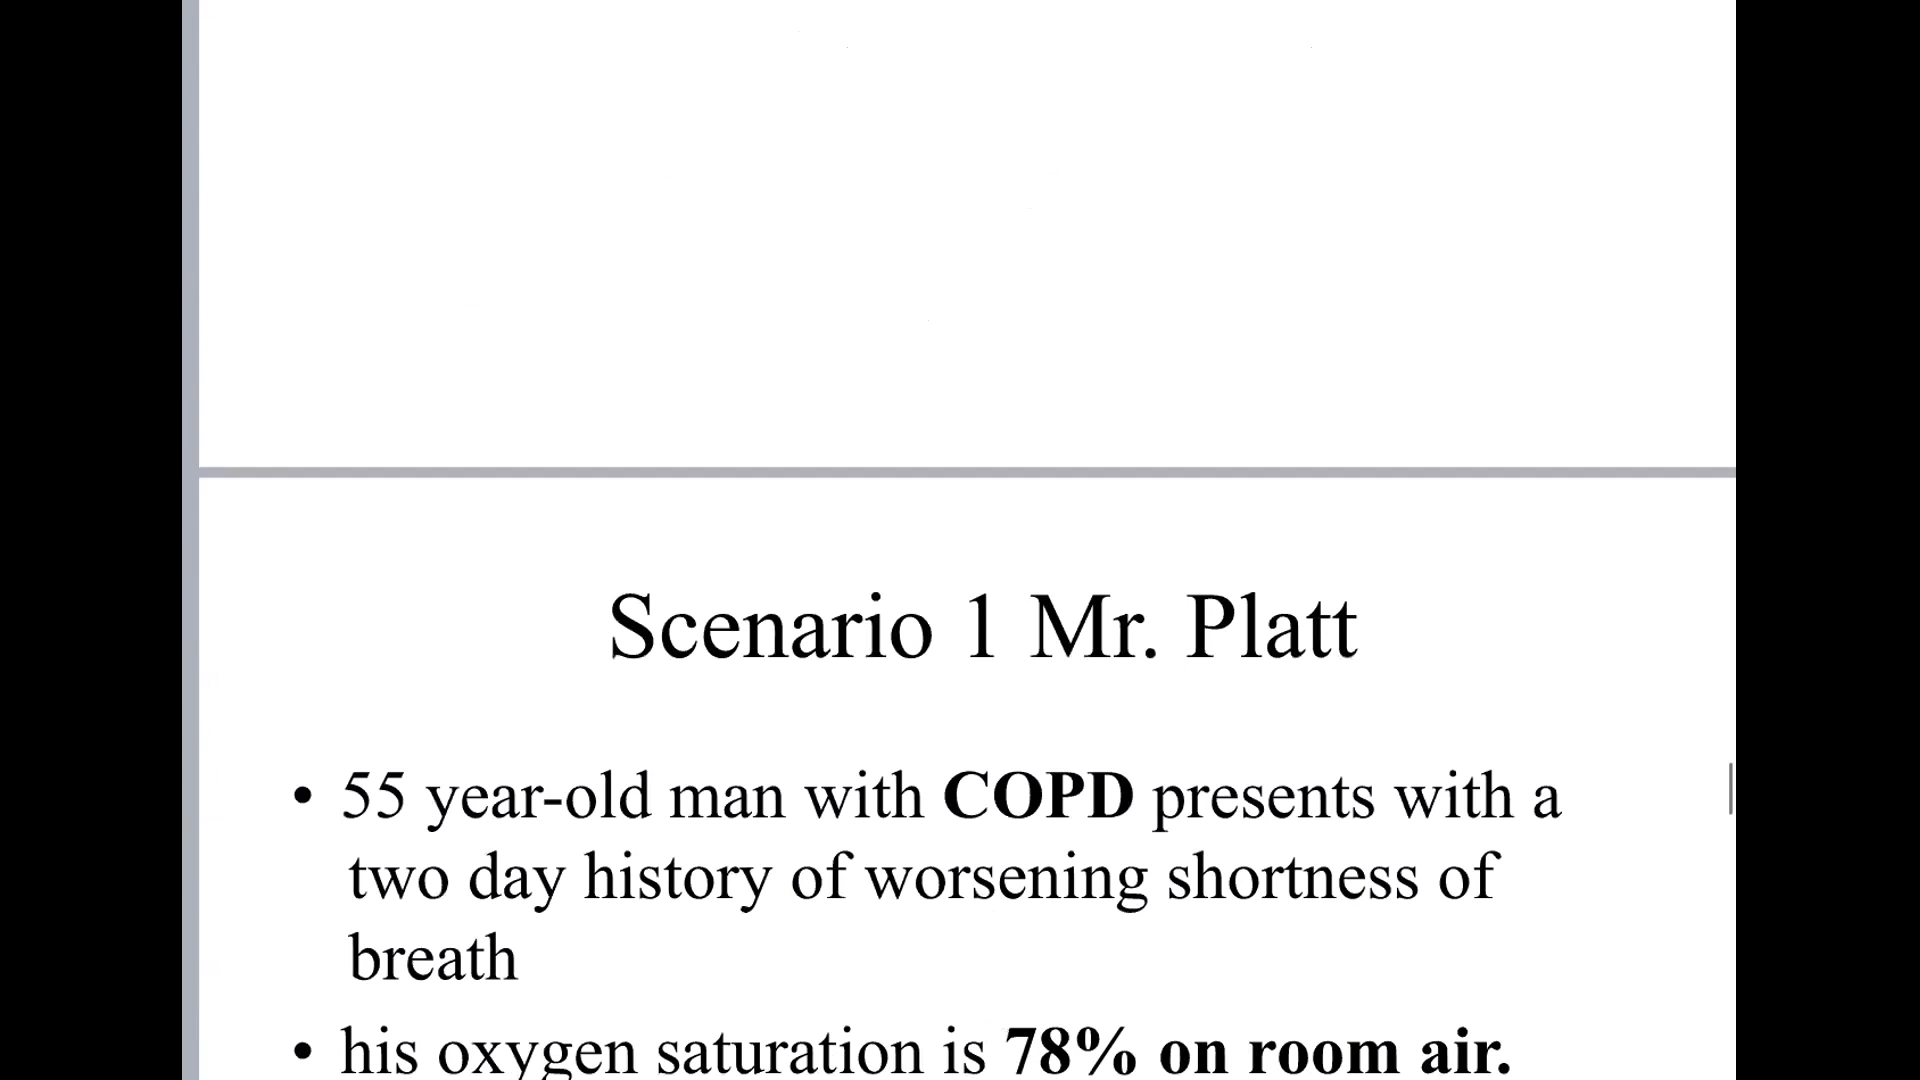 Scenario 1 Mr. Platt
• 55 year-old man with COPD presents with a
two day history of worsening shortness of
breath
• his oxygen saturation is 78% on room air.